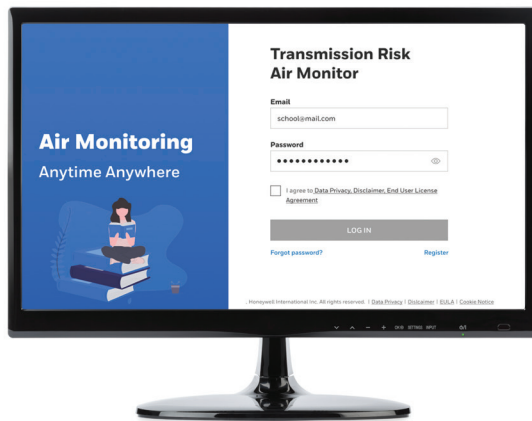 Air Monitoring
Anytime Anywhere
Transmission Risk
Air Monitor
Email
school@mail.com
Password
I agree to Data Privacy, Disclaimer, End User License
Agreement
LOG IN
Forgot password?
Register
. Honeywell International Inc. All rights reserved. | Data Privacy | Disclaimer | EULA | Cookie Notice
SETTINGS INPUT